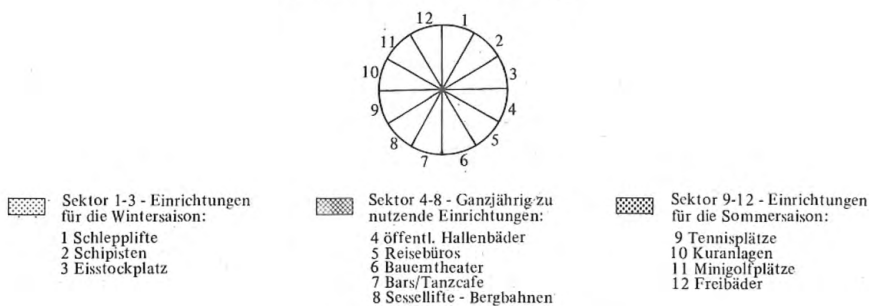 12
1
2
3
4
5
6
7
8
9
10
11
Sektor 1-3 - Einrichtungen
für die Wintersaison:
1 Schlepplifte
2 Schipisten
3 Eisstockplatz
Sektor 4-8 - Ganzjährig zu
nutzende Einrichtungen:
4 öffentl. Hallenbäder
5 Reisebüros
6 Bauerntheater
7 Bars/Tanzcafe
8 Sessellifte - Bergbahnen
Sektor 9-12 - Einrichtungen
für die Sommersaison:
9 Tennisplätze
10 Kuranlagen
11 Minigolfplätze
12 Freibäder